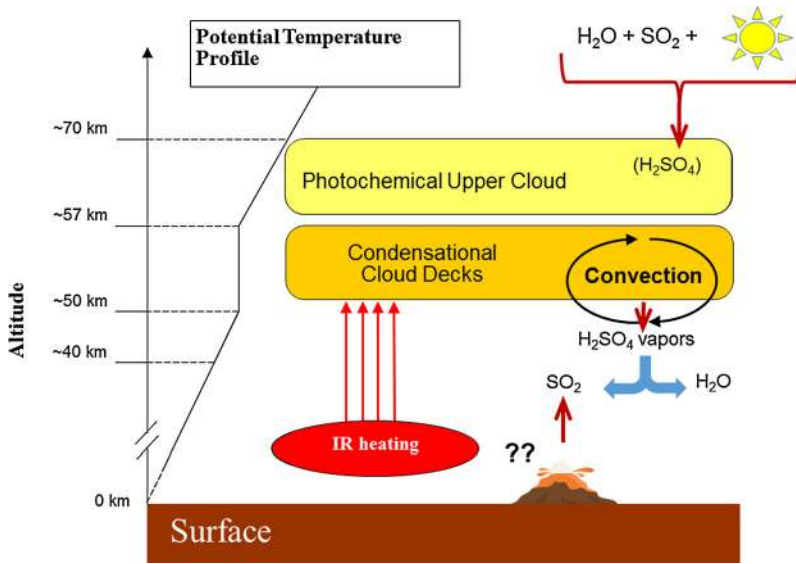 Potential Temperature
Profile
H₂O + SO₂ +
~70 km
(H₂SO₄)
Photochemical Upper Cloud
~57 km
Condensational
Cloud Decks
Convection
~50 km
H₂SO₄ vapors
~40 km
SO₂
H₂O
Altitude
IR heating
??
0 km
Surface